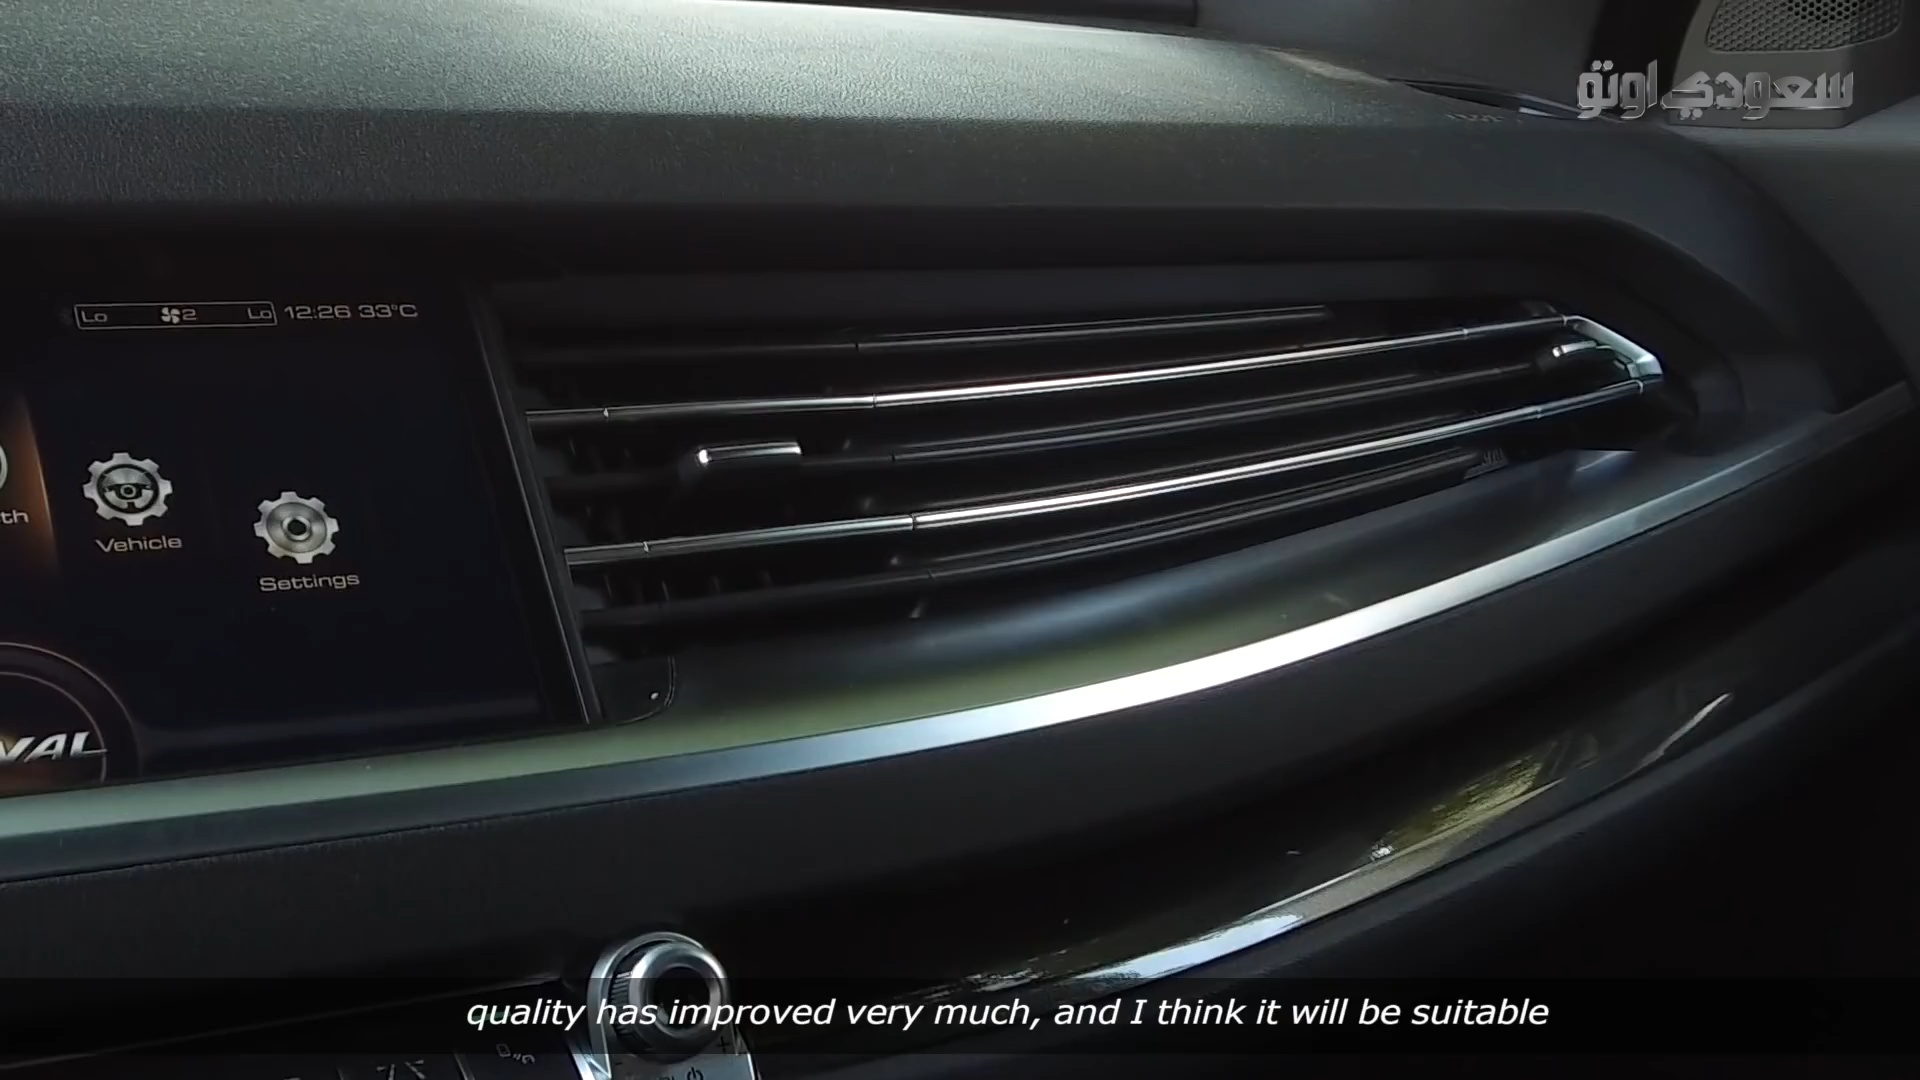 سعودي اوتو
Lo 2 Lo 12:26 33°C
th
Vehicle
Settings
VAL
quality has improved very much, and I think it will be suitable